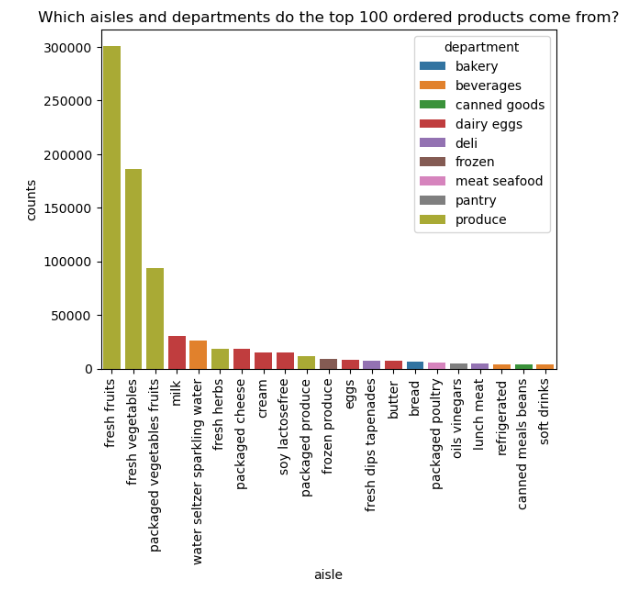 Which aisles and departments do the top 100 ordered products come from?
300000
250000
200000
150000
100000
50000
0
counts
department
bakery
beverages
canned goods
dairy eggs
deli
frozen
meat seafood
pantry
produce
fresh fruits
fresh vegetables
packaged vegetables fruits
milk
water seltzer sparkling water
fresh herbs
packaged cheese
cream
soy lactosefree
packaged produce
frozen produce
eggs
fresh dips tapenades
butter
bread
packaged poultry
oils vinegars
lunch meat
refrigerated
canned meals beans
soft drinks
aisle